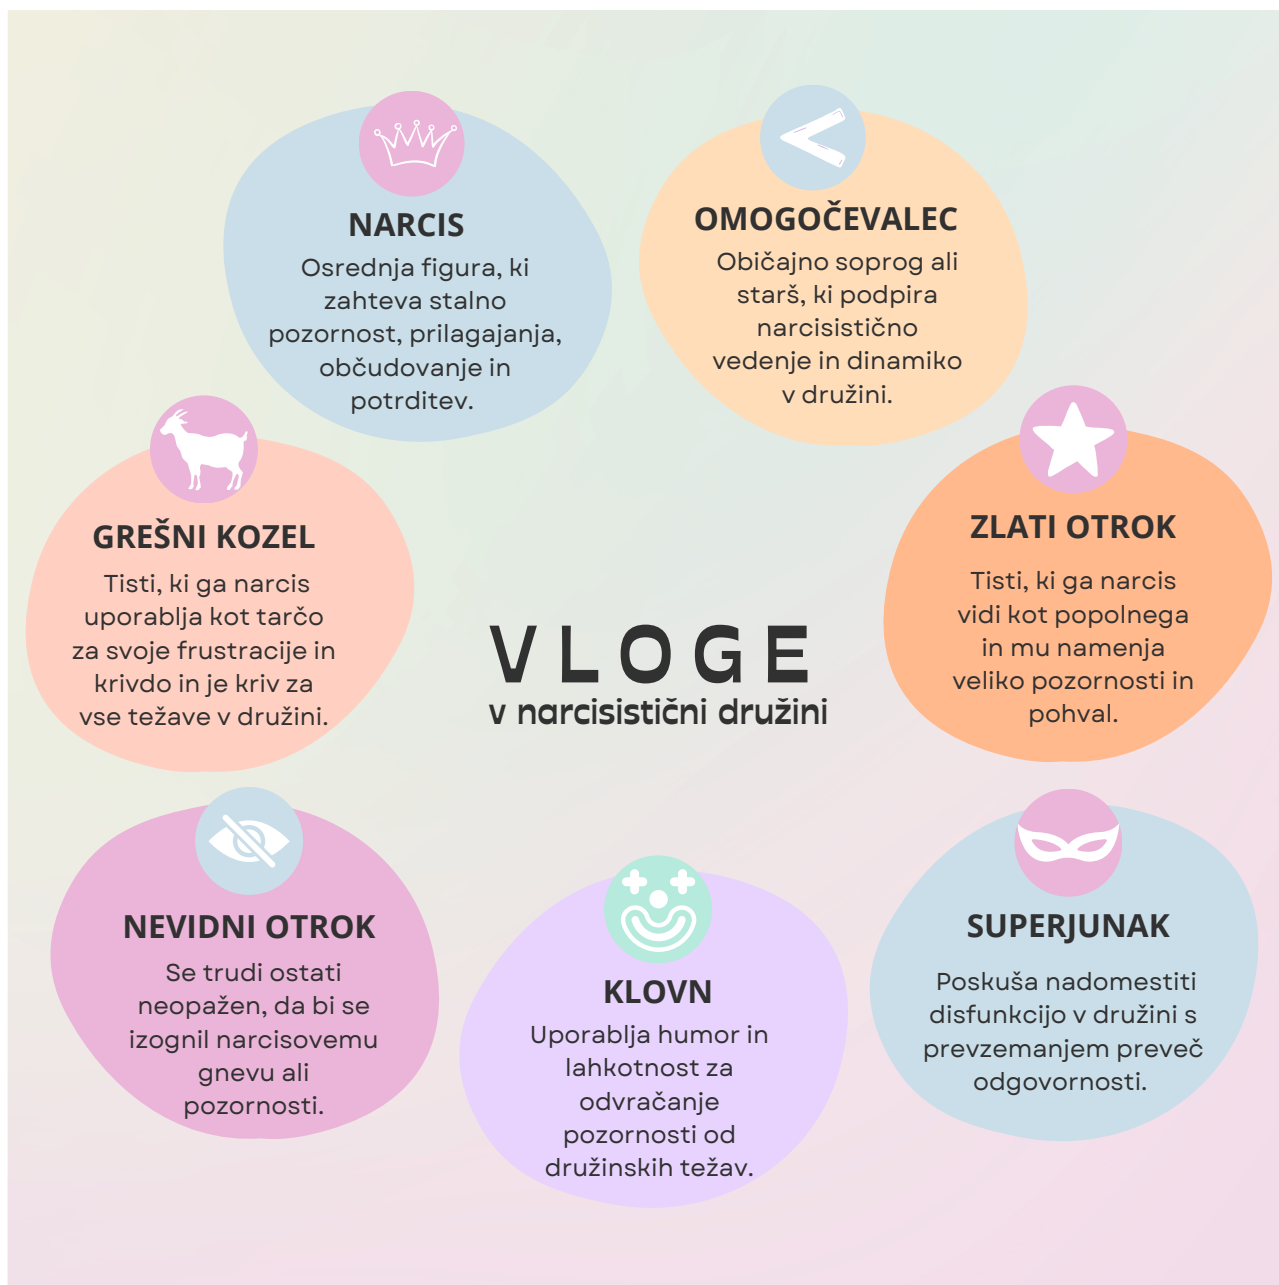 NARCIS
Osrednja figura, ki
zahteva stalno
pozornost, prilagajanja,
občudovanje in
potrditev.
OMOGOČEVALEC
Običajno soprog ali
starš, ki podpira
narcisistično
vedenje in dinamiko
v družini.
GREŠNI KOZEL
Tisti, ki ga narcis
uporablja kot tarčo
za svoje frustracije in
krivdo in je kriv za
vse težave v družini.
ZLATI OTROK
Tisti, ki ga narcis
vidi kot popolnega
in mu namenja
veliko pozornosti in
pohval.
VLOGE
v narcisistični družini
NEVIDNI OTROK
Se trudi ostati
neopažen, da bi se
izognil narcisovemu
gnevu ali
pozornosti.
KLOVN
Uporablja humor in
lahkotnost za
odvračanje
pozornosti od
družinskih težav.
SUPERJUNAK
Poskuša nadomestiti
disfunkcijo v družini s
prevzemanjem preveč
odgovornosti.